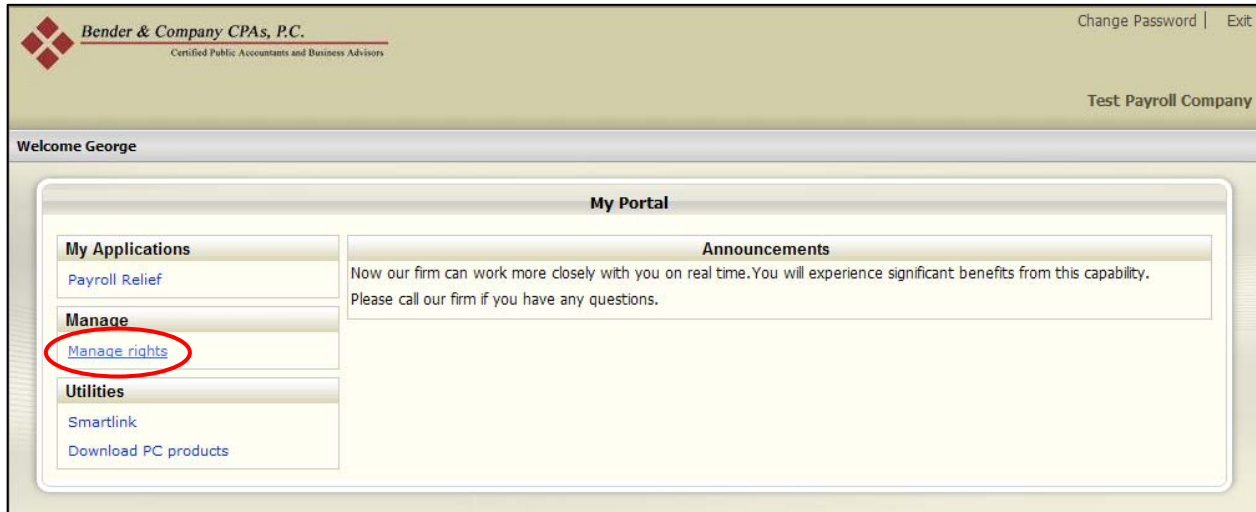 Bender & Company CPAs, P.C.
Certified Public Accountants and Business Advisors
Change Password | Exit
Test Payroll Company
Welcome George
My Portal
My Applications
Payroll Relief
Manage
Manage rights
Utilities
Smartlink
Download PC products
Announcements
Now our firm can work more closely with you on real time.You will experience significant benefits from this capability.
Please call our firm if you have any questions.